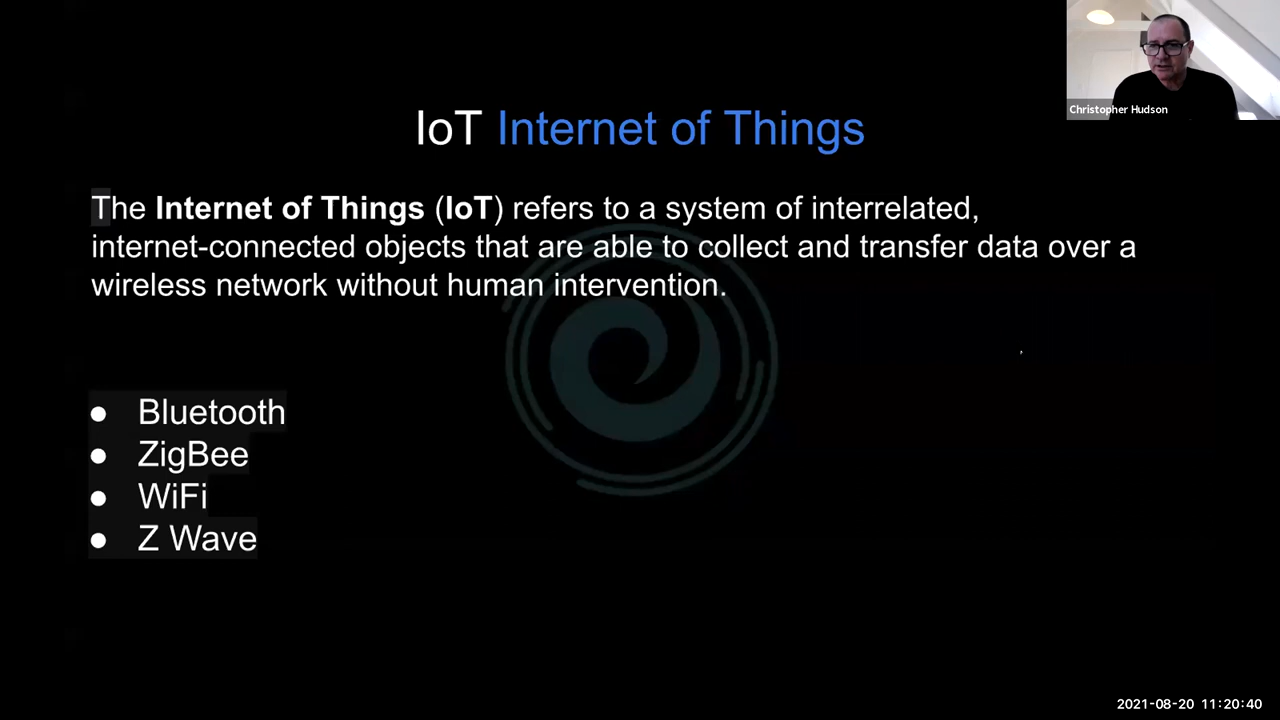 Christopher Hudson
IoT Internet of Things
The Internet of Things (IoT) refers to a system of interrelated,
internet-connected objects that are able to collect and transfer data over a
wireless network without human intervention.
● Bluetooth
● ZigBee
● WiFi
● Z Wave
2021-08-20 11:20:40